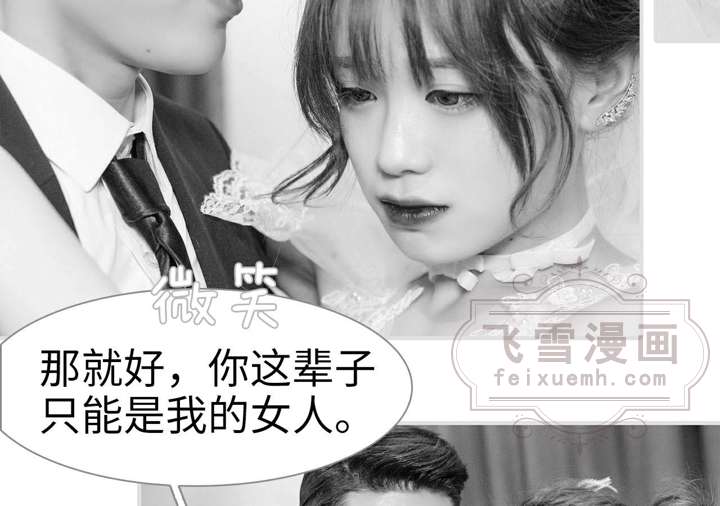 微笑
那就好，你这辈子
只能是我的女人。
飞雪漫画
feixuemh.com